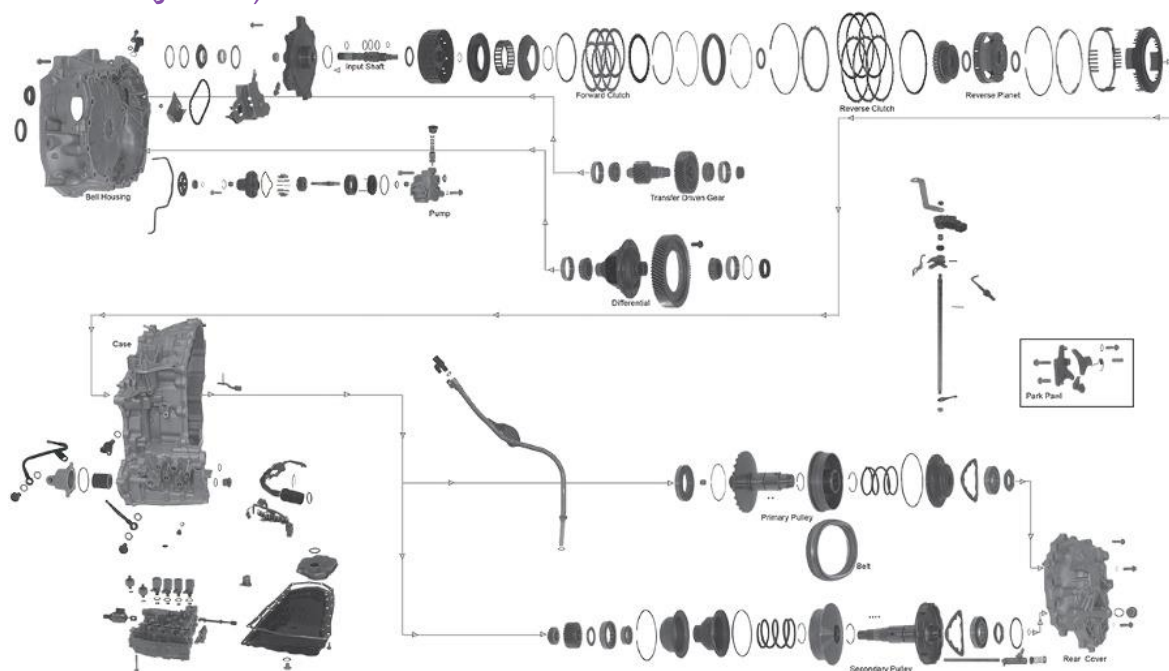 Input Shaft
Forward Clutch
Reverse Clutch
Reverse Planet
Bell Housing
Pump
Transfer Driven Gear
Differential
Case
Park Pawl
Primary Pulley
Belt
Secondary Pulley
Rear Cover